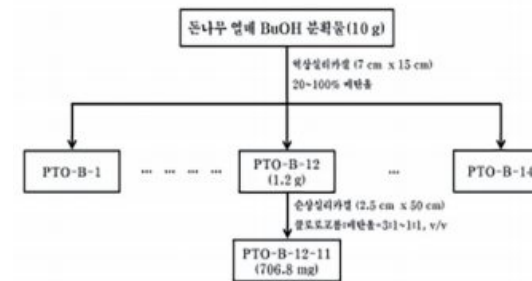 돈나무 열매 BuOH 분획물(10 g)
역상실리카겔 (7 cm x 15 cm)
20~100% 메탄올
PTO-B-1
... ... ... ...
PTO-B-12
(1.2 g)
...
PTO-B-14
순상실리카겔 (2.5 cm x 50 cm)
클로로포름:메탄올=3:1~1:1, v/v
PTO-B-12-11
(706.8 mg)